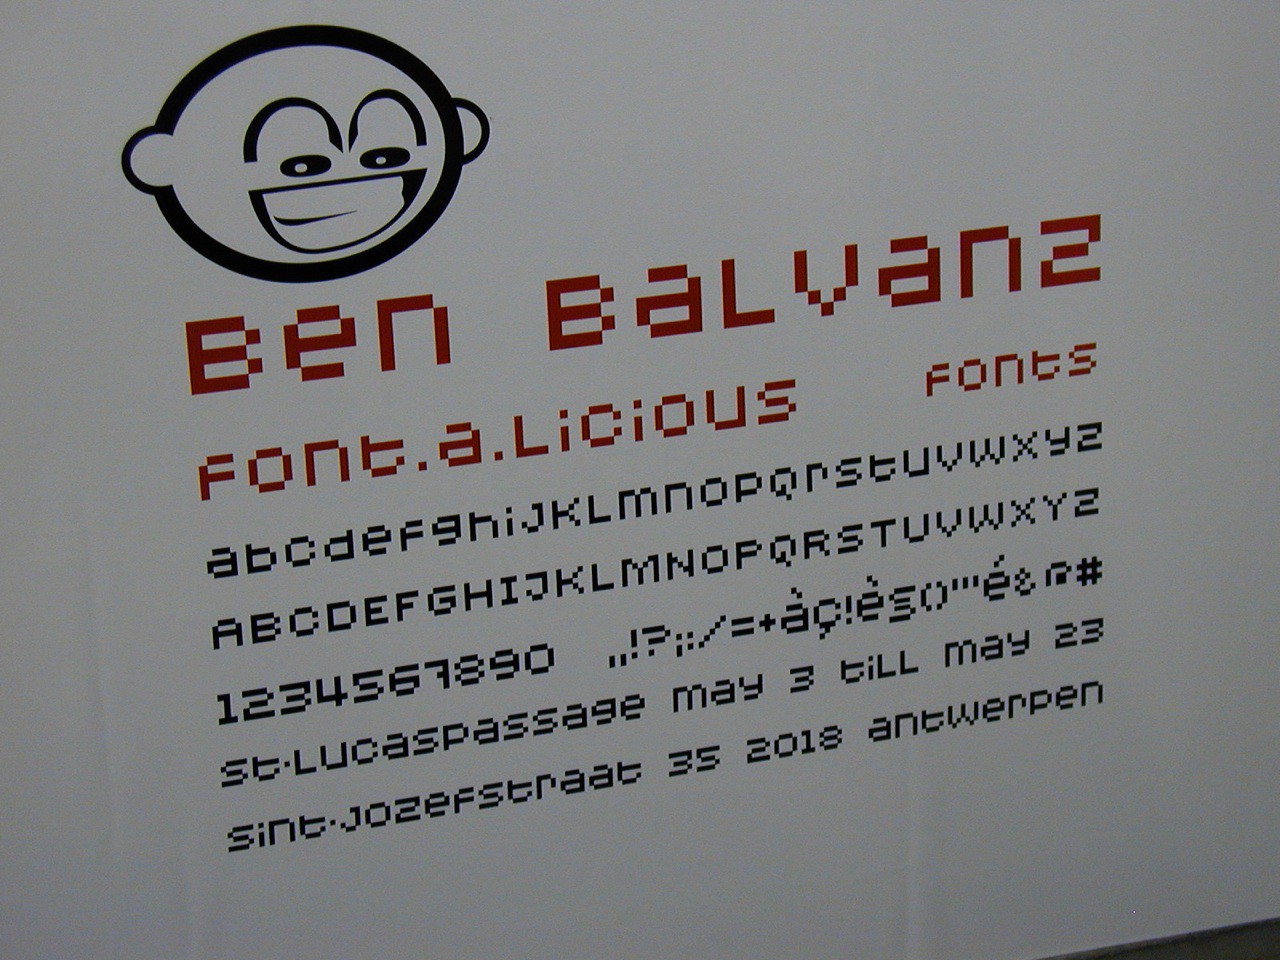 Ben Balvanz
font.a.licious fonts
abcdefghijklmnopqrstuvwxyz
ABCDEFGHIJKLMNOPQRSTUVWXYZ
1234567890 ,,!?;:/=+àç!è§()"'é&@#
st-lucaspassage may 3 till may 23
sint-jozefstraat 35 2018 antwerpen